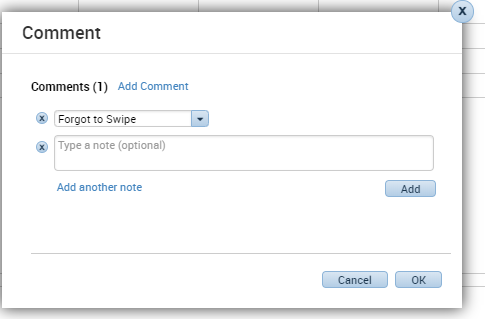 x
Comment
Comments (1) Add Comment
x Forgot to Swipe
x Type a note (optional)
Add another note Add
Cancel OK